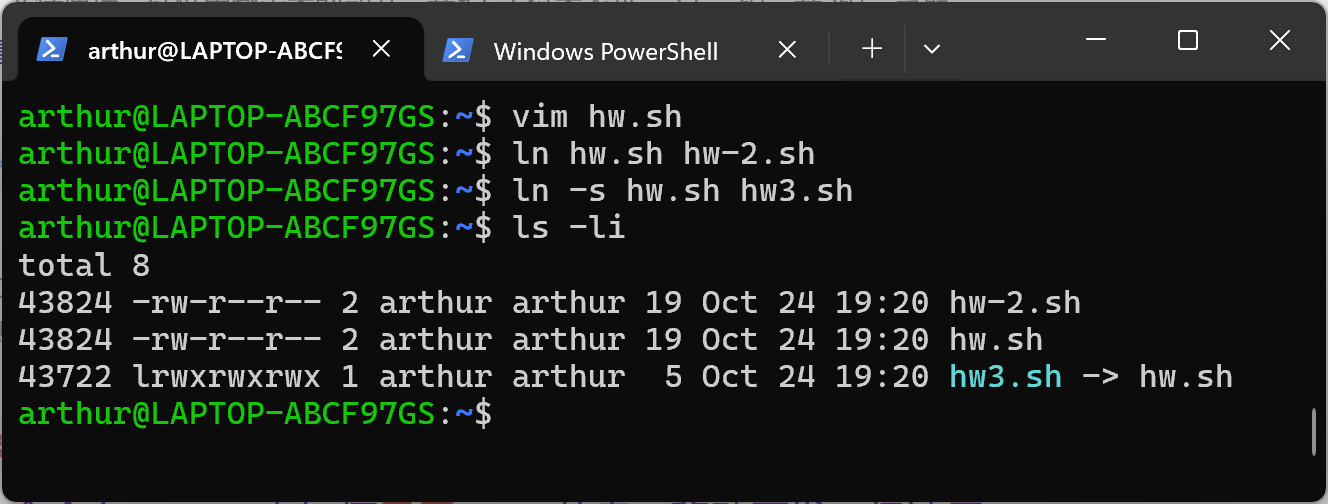 arthur@LAPTOP-ABCF9
Windows PowerShell
arthur@LAPTOP-ABCF97GS:~$ vim hw.sh
arthur@LAPTOP-ABCF97GS:~$ ln hw.sh hw-2.sh
arthur@LAPTOP-ABCF97GS:~$ ln -s hw.sh hw3.sh
arthur@LAPTOP-ABCF97GS:~$ ls -li
total 8
43824 -rw-r--r-- 2 arthur arthur 19 Oct 24 19:20 hw-2.sh
43824 -rw-r--r-- 2 arthur arthur 19 Oct 24 19:20 hw.sh
43722 lrwxrwxrwx 1 arthur arthur  5 Oct 24 19:20 hw3.sh -> hw.sh
arthur@LAPTOP-ABCF97GS:~$